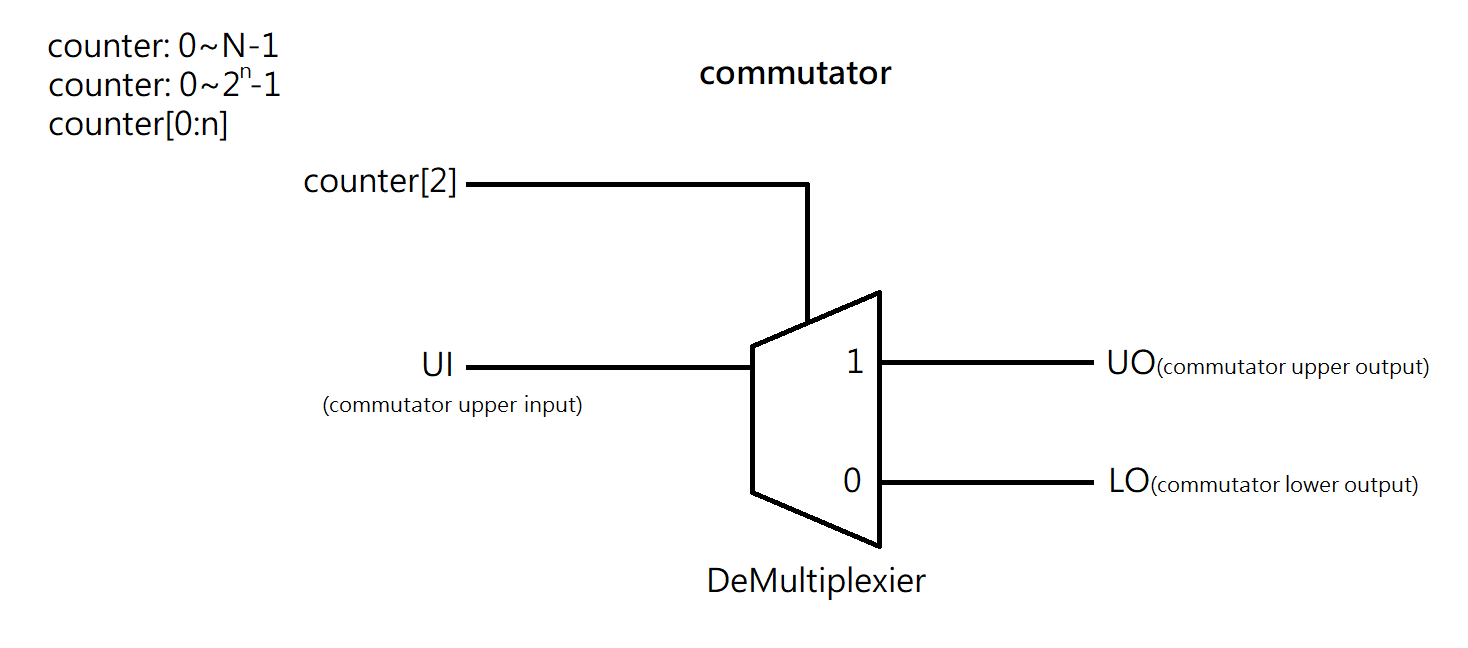 counter: 0~N-1
counter: 0~2ⁿ-1
counter[0:n]
commutator
counter[2]
UI
(commutator upper input)
1
UO(commutator upper output)
0
LO(commutator lower output)
DeMultiplexier